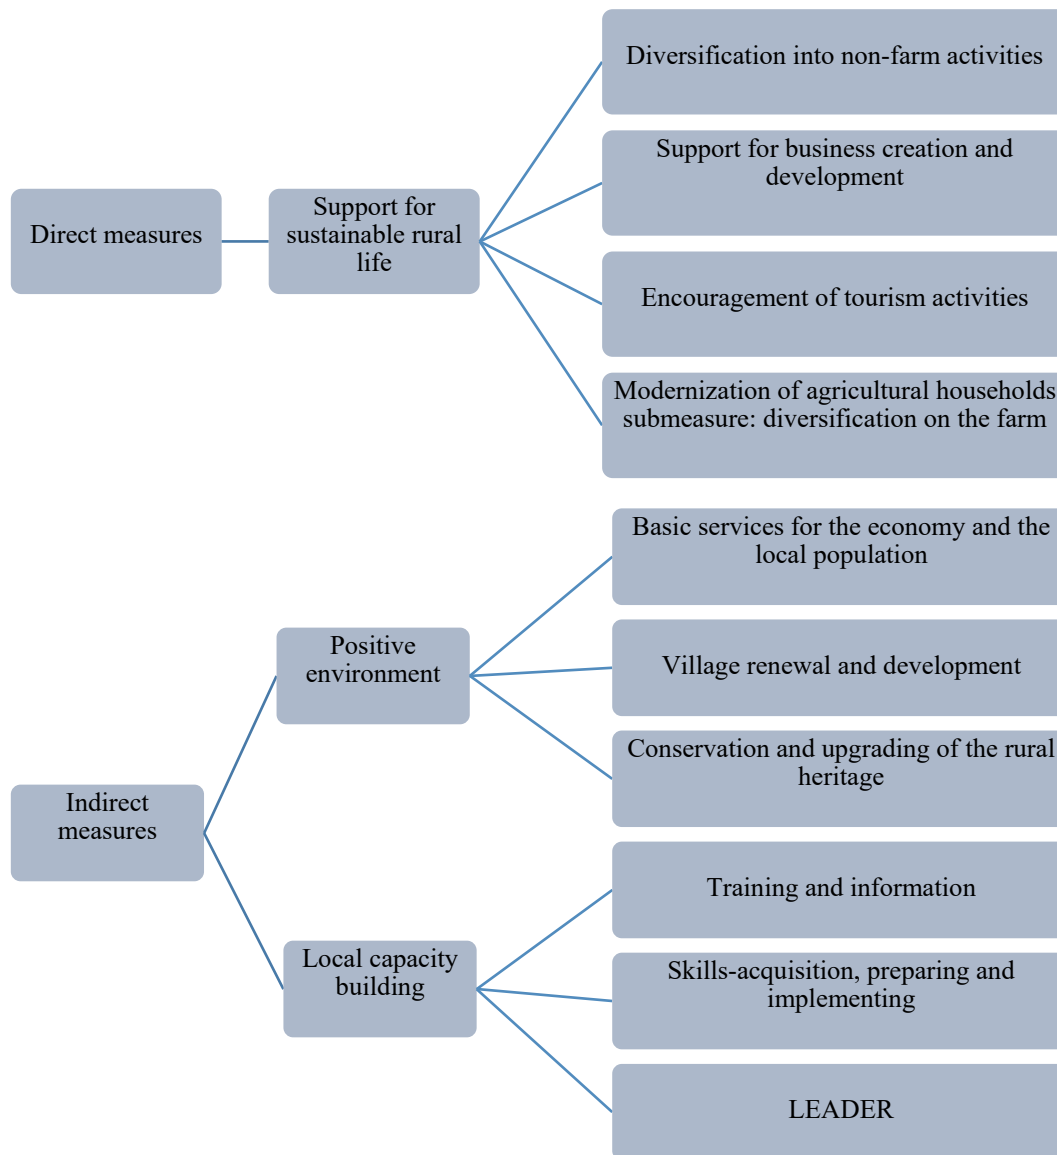 Direct measures
Support for
sustainable rural
life
Diversification into non-farm activities
Support for business creation and
development
Encouragement of tourism activities
Modernization of agricultural households
submeasure: diversification on the farm
Indirect
measures
Positive
environment
Basic services for the economy and the
local population
Village renewal and development
Conservation and upgrading of the rural
heritage
Local capacity
building
Training and information
Skills-acquisition, preparing and
implementing
LEADER